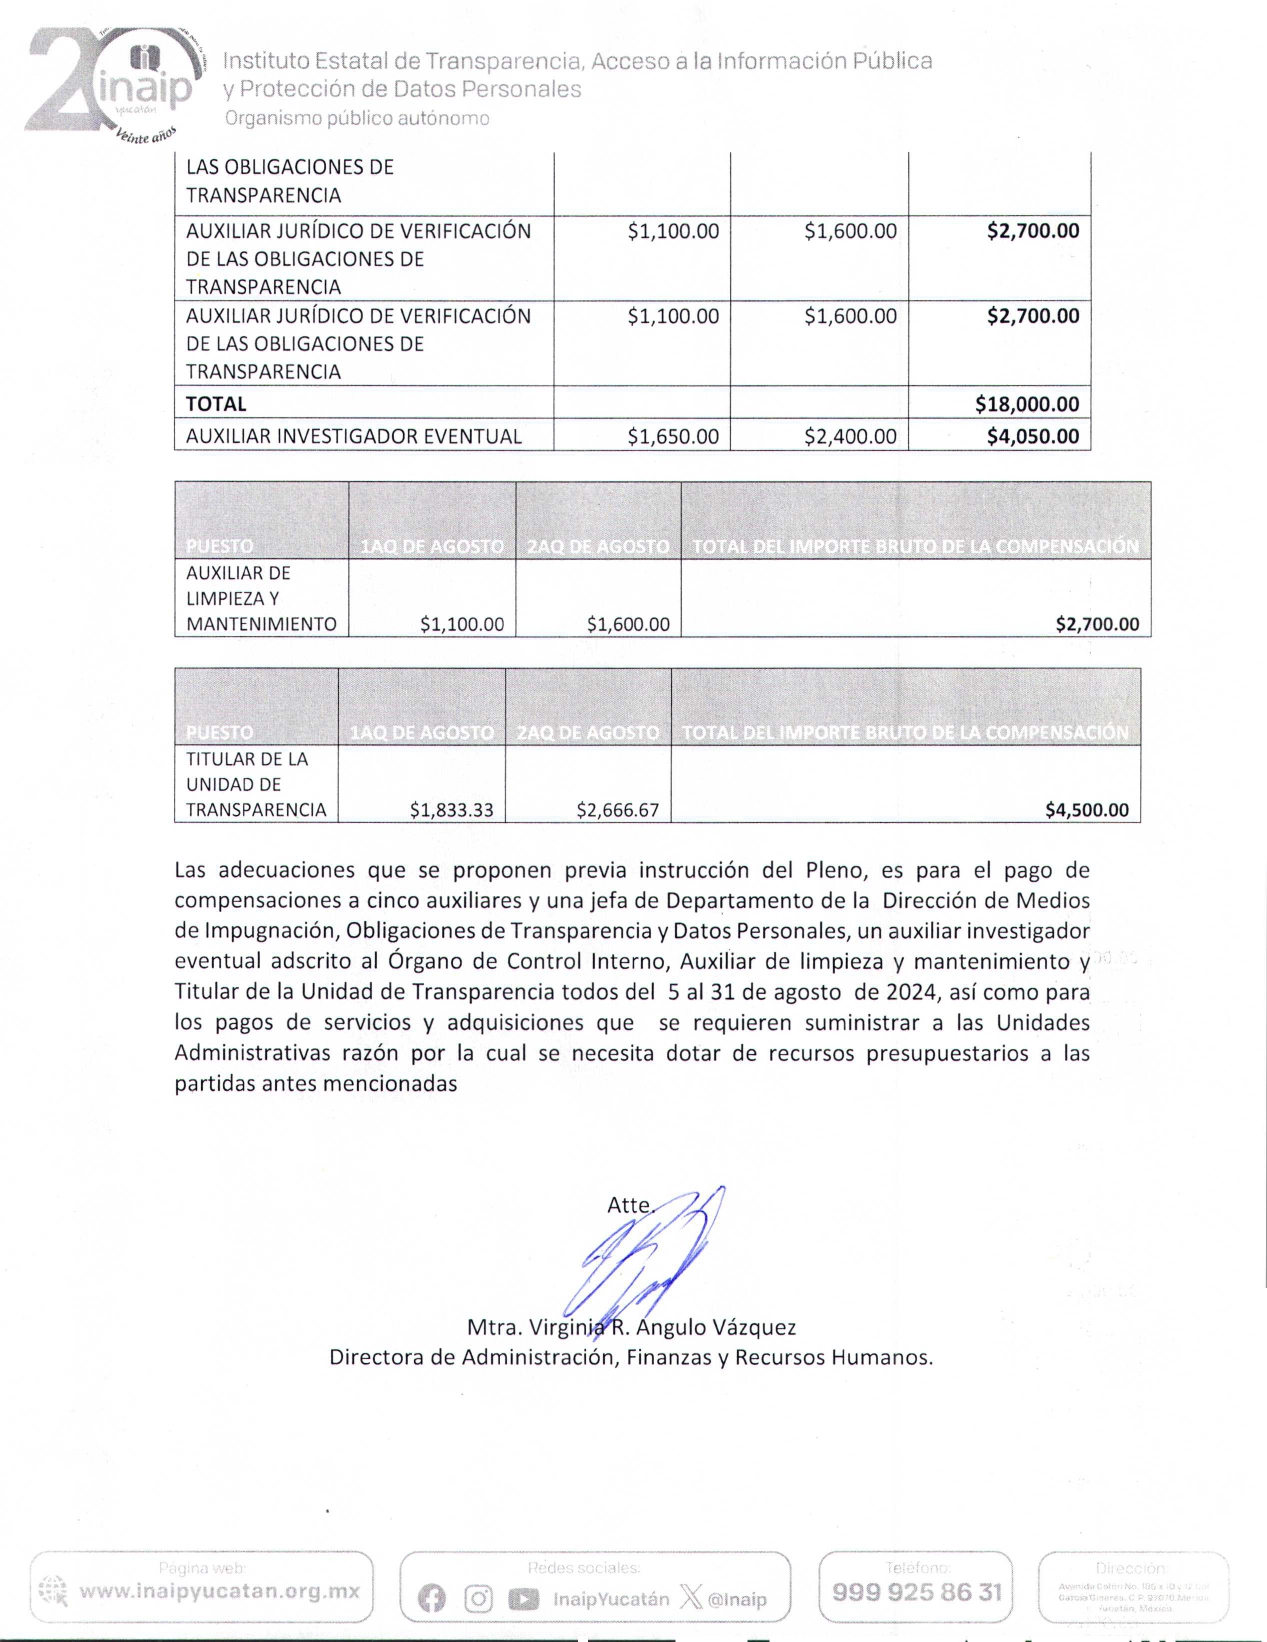 20
inaip
yucatán
Veinte años
Instituto Estatal de Transparencia, Acceso a la Información Pública
y Protección de Datos Personales
Organismo público autónomo
LAS OBLIGACIONES DE
TRANSPARENCIA
AUXILIAR JURÍDICO DE VERIFICACIÓN $1,100.00 $1,600.00 $2,700.00
DE LAS OBLIGACIONES DE
TRANSPARENCIA
AUXILIAR JURÍDICO DE VERIFICACIÓN $1,100.00 $1,600.00 $2,700.00
DE LAS OBLIGACIONES DE
TRANSPARENCIA
TOTAL $18,000.00
AUXILIAR INVESTIGADOR EVENTUAL $1,650.00 $2,400.00 $4,050.00
PUESTO 1AQ DE AGOSTO 2AQ DE AGOSTO TOTAL DEL IMPORTE BRUTO DE LA COMPENSACIÓN
AUXILIAR DE
LIMPIEZA Y
MANTENIMIENTO $1,100.00 $1,600.00 $2,700.00
PUESTO 1AQ DE AGOSTO 2AQ DE AGOSTO TOTAL DEL IMPORTE BRUTO DE LA COMPENSACIÓN
TITULAR DE LA
UNIDAD DE
TRANSPARENCIA $1,833.33 $2,666.67 $4,500.00
Las adecuaciones que se proponen previa instrucción del Pleno, es para el pago de
compensaciones a cinco auxiliares y una jefa de Departamento de la Dirección de Medios
de Impugnación, Obligaciones de Transparencia y Datos Personales, un auxiliar investigador
eventual adscrito al Órgano de Control Interno, Auxiliar de limpieza y mantenimiento y
Titular de la Unidad de Transparencia todos del 5 al 31 de agosto de 2024, así como para
los pagos de servicios y adquisiciones que se requieren suministrar a las Unidades
Administrativas razón por la cual se necesita dotar de recursos presupuestarios a las
partidas antes mencionadas
Atte.
Mtra. Virginia R. Angulo Vázquez
Directora de Administración, Finanzas y Recursos Humanos.
Página web:
www.inaipyucatan.org.mx
Redes sociales:
InaipYucatán @Inaip
Teléfono:
999 925 86 31
Dirección:
Avenida Colón No. 185 x 10 y 12
García Ginerés, C.P. 97070 Mérida
Yucatán, México